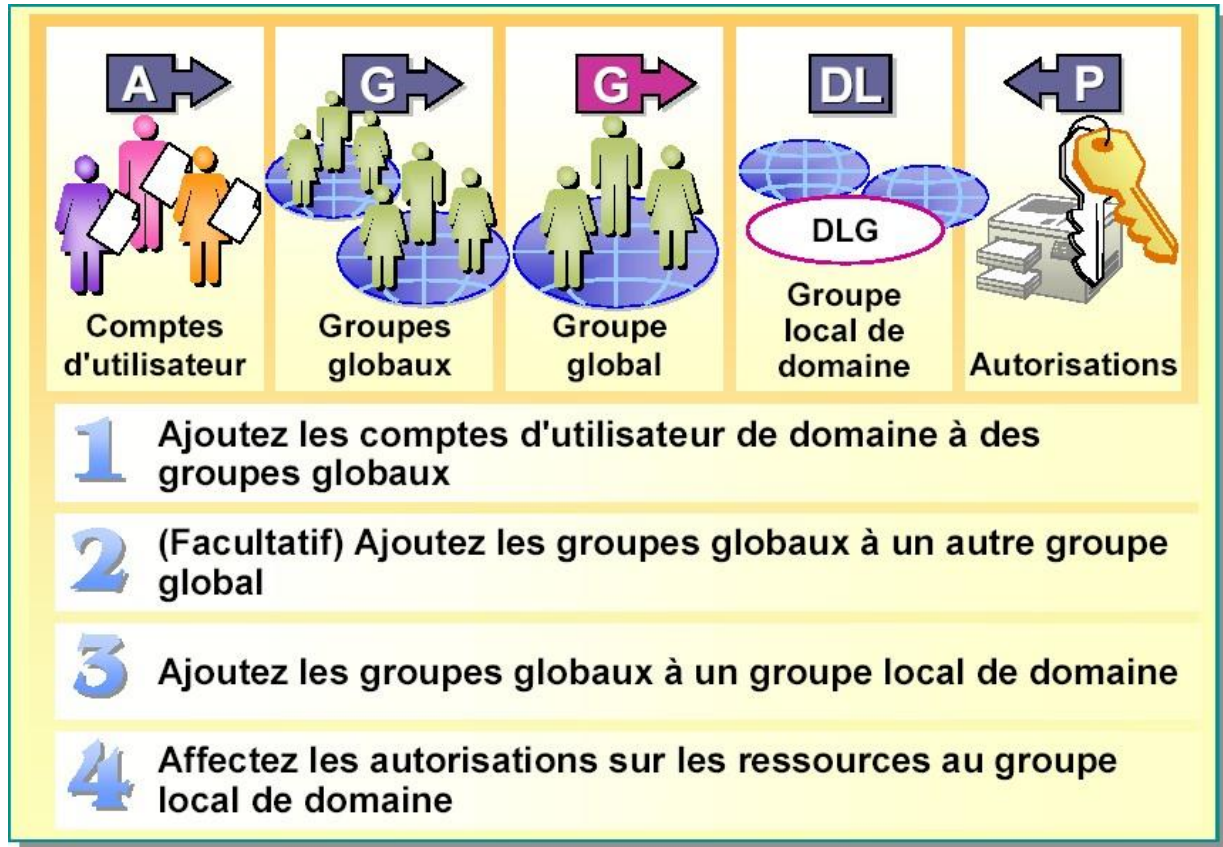 A
G
G
DL
P
DLG
Comptes
d'utilisateur
Groupes
globaux
Groupe
global
Groupe
local de
domaine
Autorisations
1 Ajoutez les comptes d'utilisateur de domaine à des
groupes globaux
2 (Facultatif) Ajoutez les groupes globaux à un autre groupe
global
3 Ajoutez les groupes globaux à un groupe local de domaine
4 Affectez les autorisations sur les ressources au groupe
local de domaine